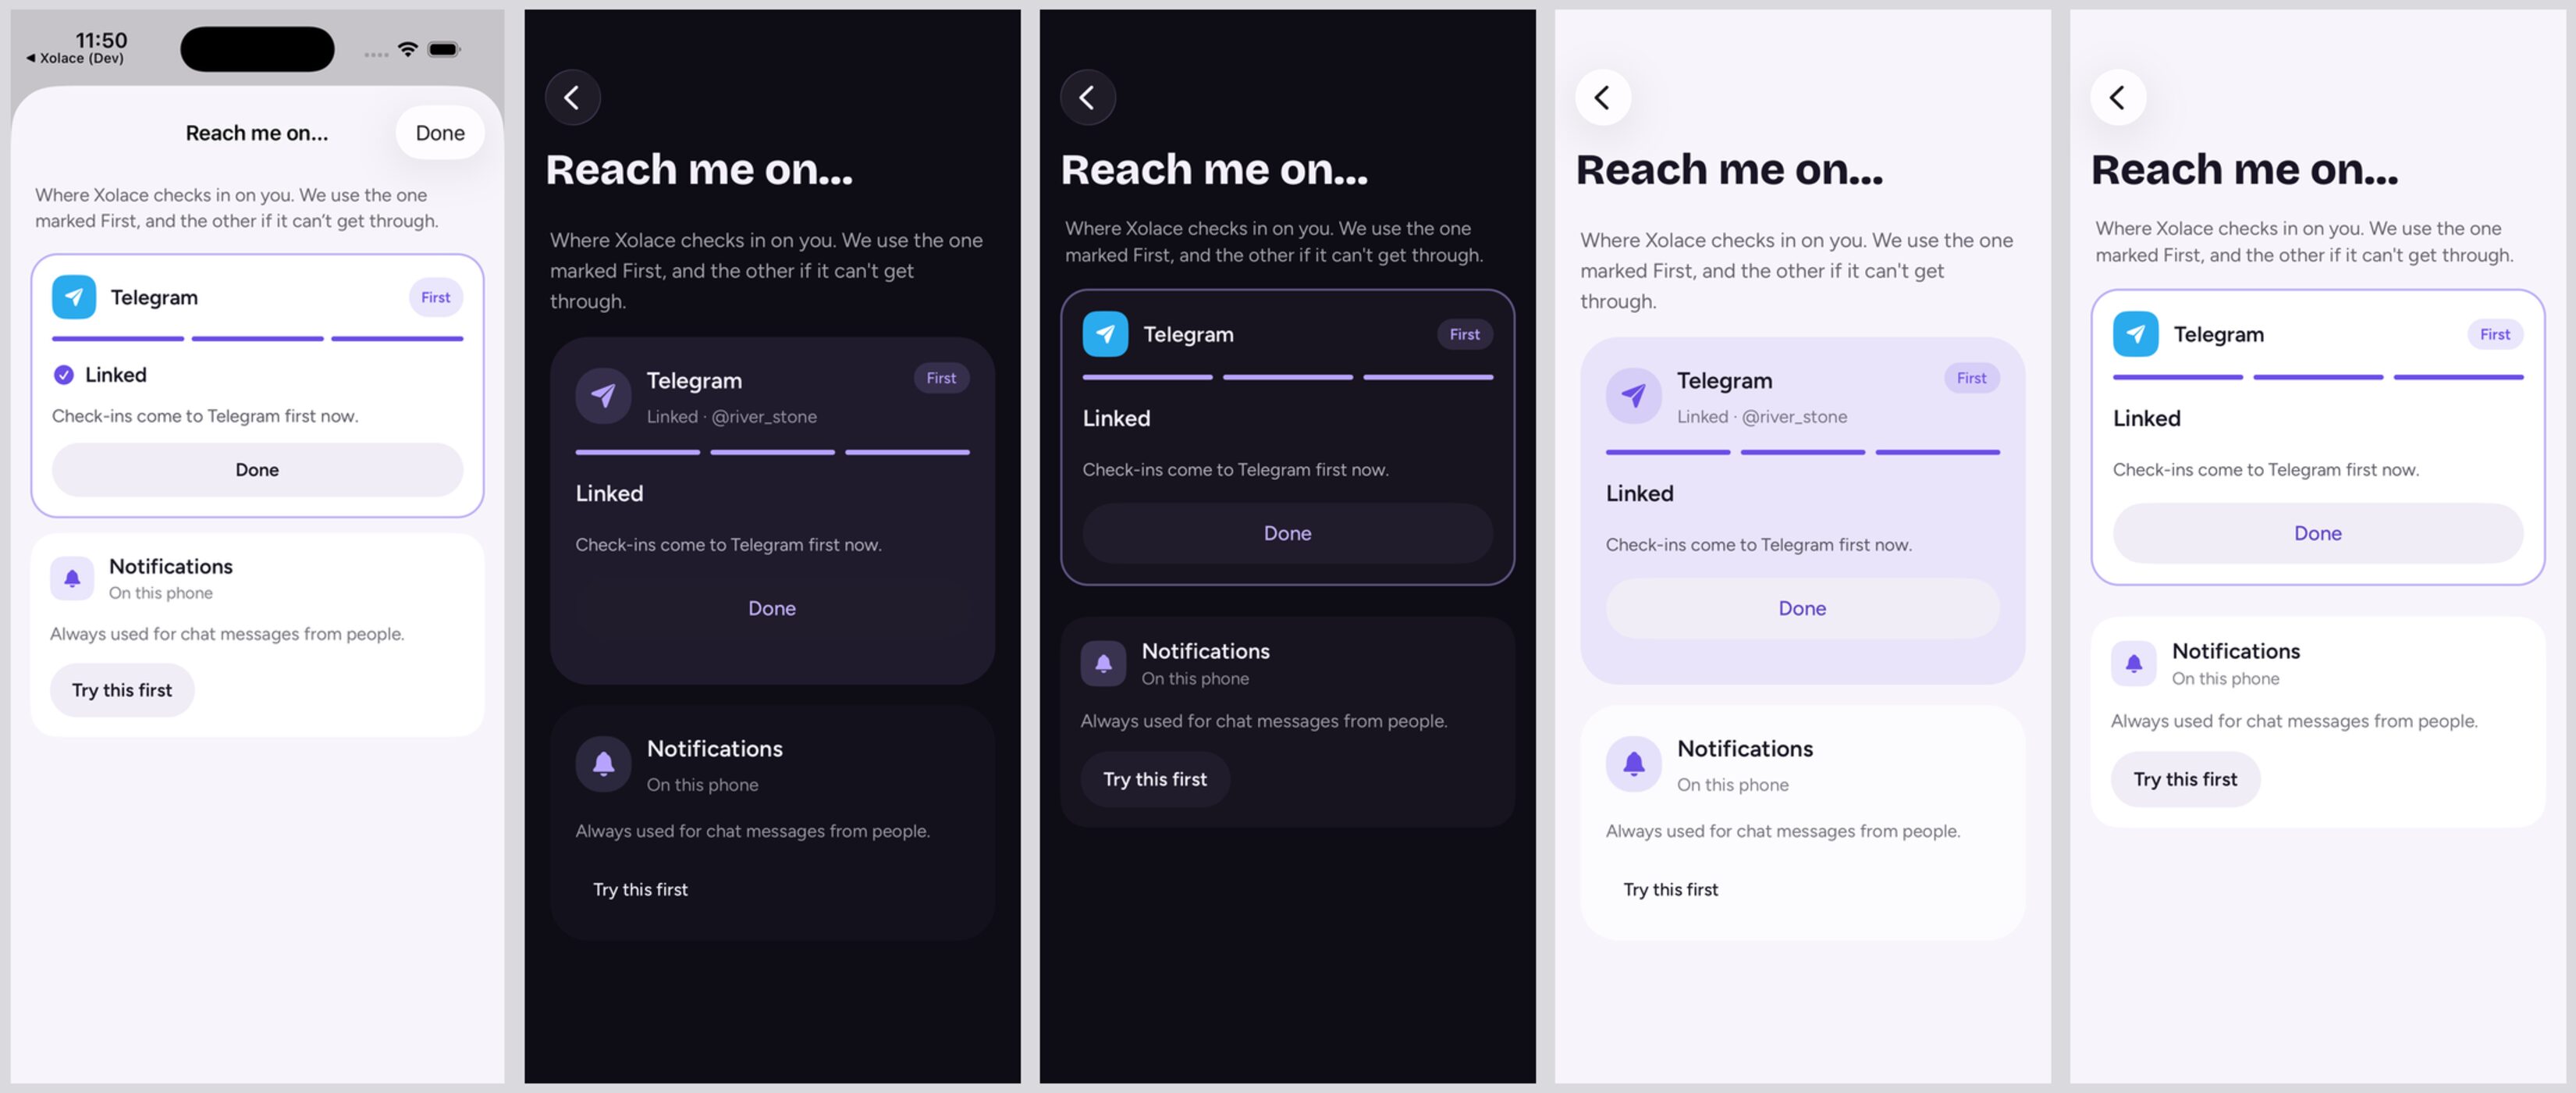 11:50
◀ Xolace (Dev)
Reach me on...
Done
Where Xolace checks in on you. We use the one
marked First, and the other if it can’t get through.
Telegram
First
Linked
Check-ins come to Telegram first now.
Done
Notifications
On this phone
Always used for chat messages from people.
Try this first
Reach me on...
Where Xolace checks in on you. We use the one
marked First, and the other if it can't get
through.
Telegram
First
Linked · @river_stone
Linked
Check-ins come to Telegram first now.
Done
Notifications
On this phone
Always used for chat messages from people.
Try this first
Reach me on...
Where Xolace checks in on you. We use the one
marked First, and the other if it can't get through.
Telegram
First
Linked
Check-ins come to Telegram first now.
Done
Notifications
On this phone
Always used for chat messages from people.
Try this first
Reach me on...
Where Xolace checks in on you. We use the one
marked First, and the other if it can't get
through.
Telegram
First
Linked · @river_stone
Linked
Check-ins come to Telegram first now.
Done
Notifications
On this phone
Always used for chat messages from people.
Try this first
Reach me on...
Where Xolace checks in on you. We use the one
marked First, and the other if it can't get through.
Telegram
First
Linked
Check-ins come to Telegram first now.
Done
Notifications
On this phone
Always used for chat messages from people.
Try this first